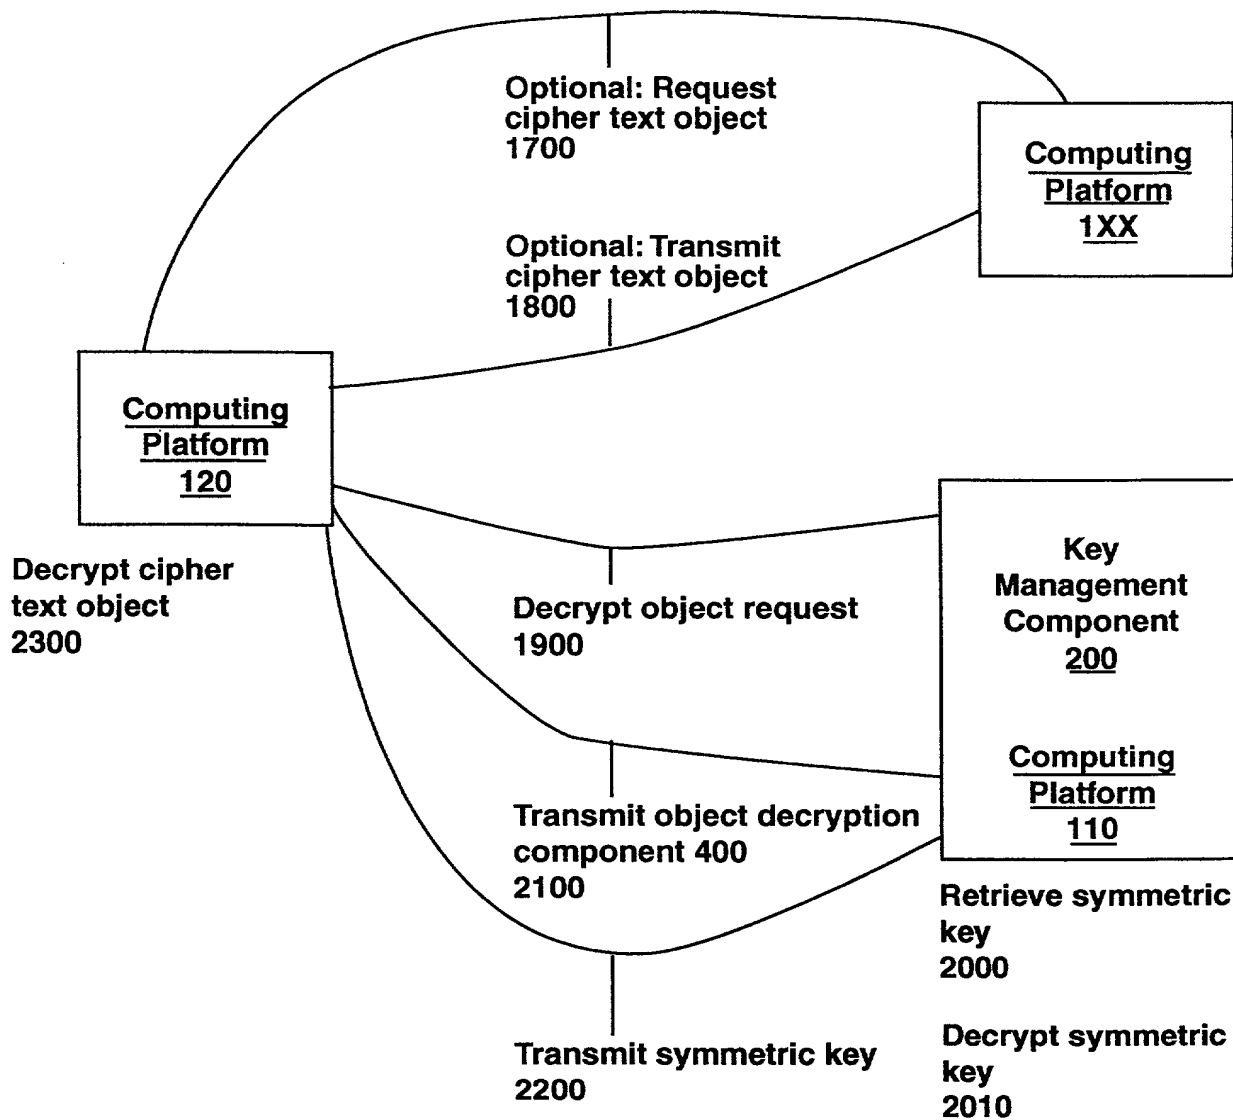 Optional: Request
cipher text object
1700
Computing
Platform
1XX
Optional: Transmit
cipher text object
1800
Computing
Platform
120
Decrypt cipher
text object
2300
Decrypt object request
1900
Key
Management
Component
200
Computing
Platform
110
Transmit object decryption
component 400
2100
Retrieve symmetric
key
2000
Transmit symmetric key
2200
Decrypt symmetric
key
2010